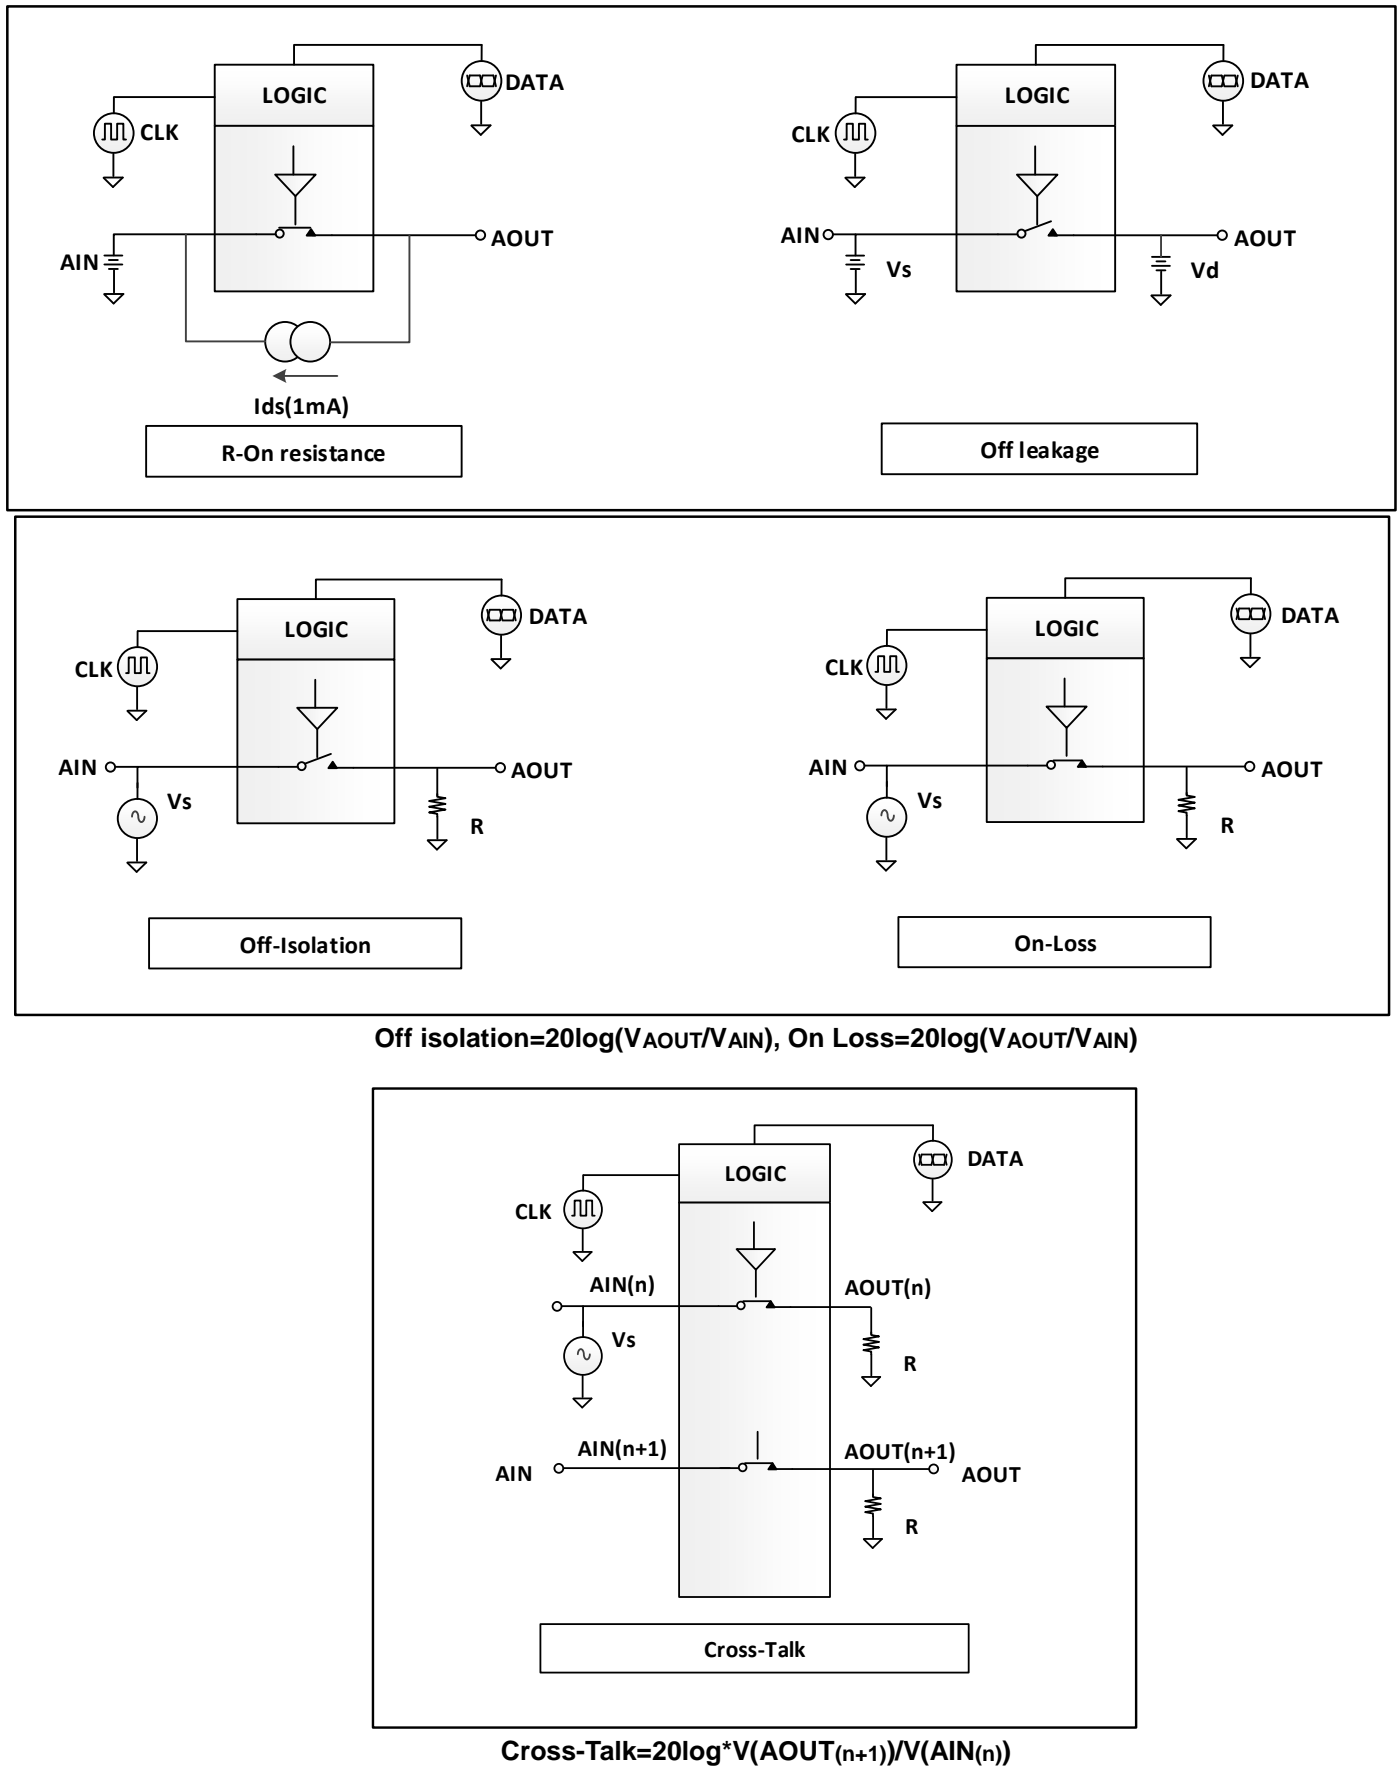 LOGIC
DATA
CLK
AIN
AOUT
Ids(1mA)
R-On resistance
LOGIC
DATA
CLK
AIN
AOUT
Vs
Vd
Off leakage
LOGIC
DATA
CLK
AIN
AOUT
Vs
R
Off-Isolation
LOGIC
DATA
CLK
AIN
AOUT
Vs
R
On-Loss
Off isolation=20log(VAOUT/VAIN), On Loss=20log(VAOUT/VAIN)
LOGIC
DATA
CLK
AIN(n)
AOUT(n)
Vs
R
AIN(n+1)
AOUT(n+1)
AIN
AOUT
R
Cross-Talk
Cross-Talk=20log*V(AOUT(n+1))/V(AIN(n))